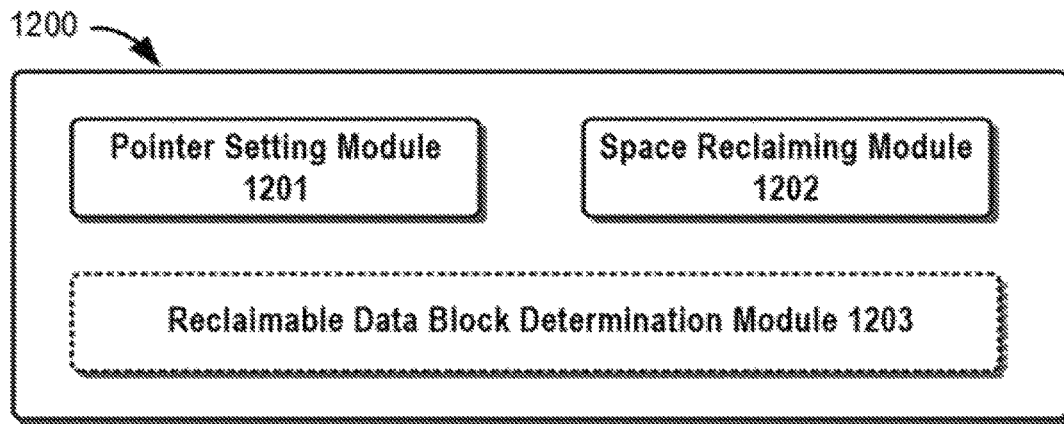 1200
Pointer Setting Module
1201
Space Reclaiming Module
1202
Reclaimable Data Block Determination Module 1203